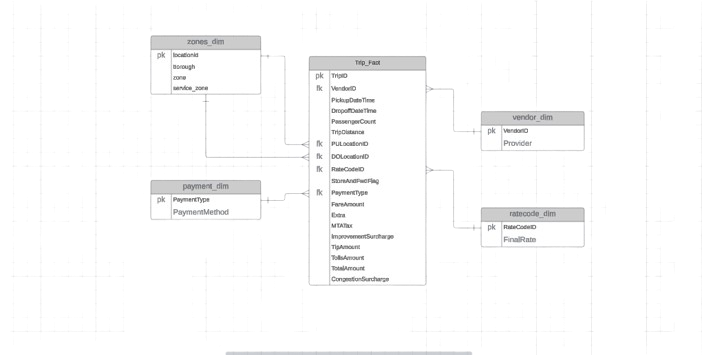 zones_dim
pk locationid
Borough
zone
service_zone
payment_dim
pk PaymentType
PaymentMethod
Trip_Fact
pk TripID
fk VendorID
PickupDateTime
DropoffDateTime
PassengerCount
TripDistance
fk PULocationID
fk DOLocationID
fk RateCodeID
StoreAndFwdFlag
fk PaymentType
FareAmount
Extra
MTATax
ImprovementSurcharge
TipAmount
TollsAmount
TotalAmount
CongestionSurcharge
vendor_dim
pk VendorID
Provider
ratecode_dim
pk RateCodeID
FinalRate